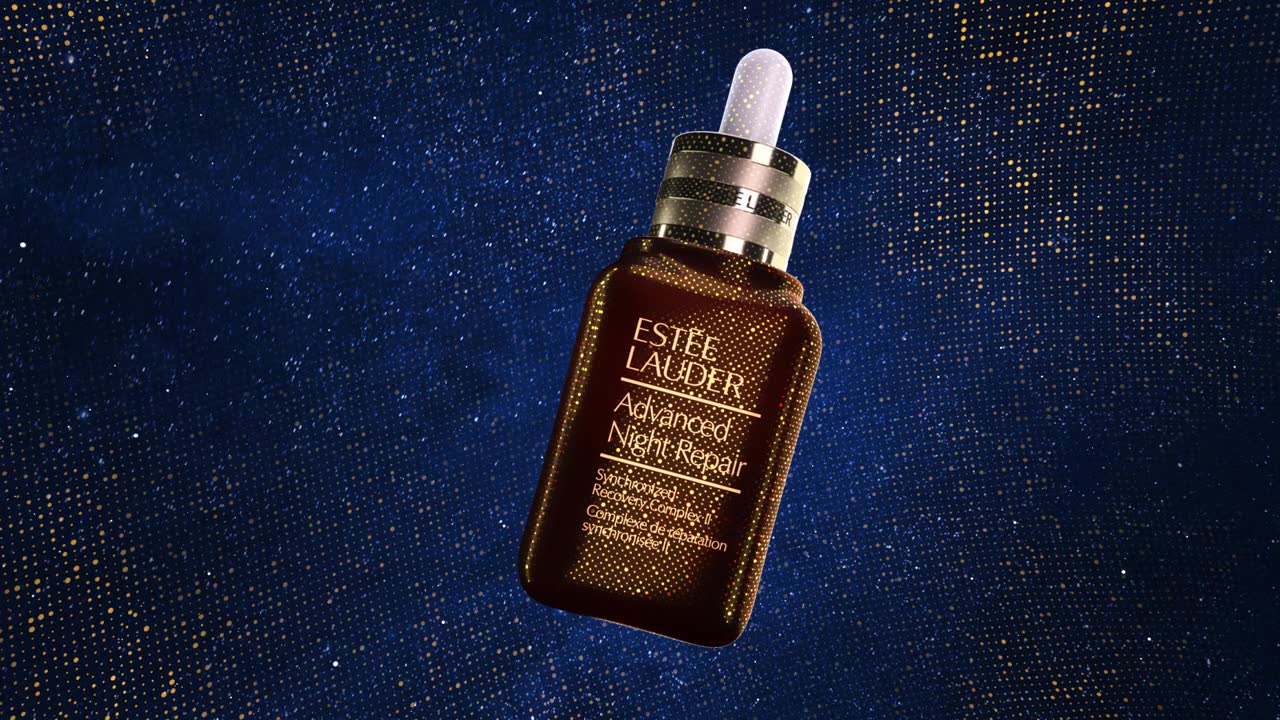 ESTĒE
LAUDER
Advanced
Night Repair
Synchronized
Recovery Complex II
Complexe de réparation
synchronisée II